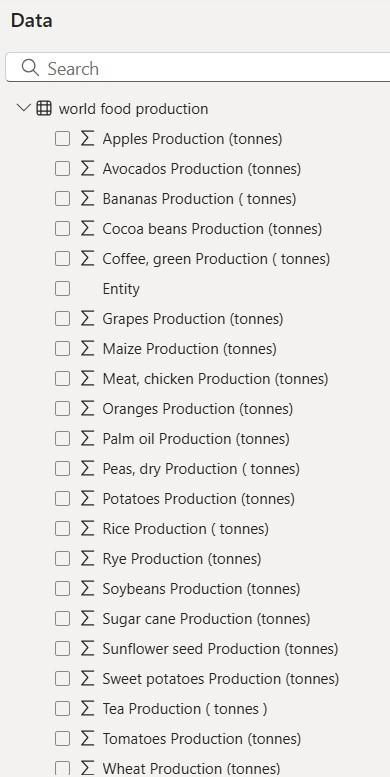 Data
Search
world food production
Apples Production (tonnes)
Avocados Production (tonnes)
Bananas Production ( tonnes)
Cocoa beans Production (tonnes)
Coffee, green Production ( tonnes)
Entity
Grapes Production (tonnes)
Maize Production (tonnes)
Meat, chicken Production (tonnes)
Oranges Production (tonnes)
Palm oil Production (tonnes)
Peas, dry Production ( tonnes)
Potatoes Production (tonnes)
Rice Production ( tonnes)
Rye Production (tonnes)
Soybeans Production (tonnes)
Sugar cane Production (tonnes)
Sunflower seed Production (tonnes)
Sweet potatoes Production (tonnes)
Tea Production ( tonnes )
Tomatoes Production (tonnes)
Wheat Production (tonnes)